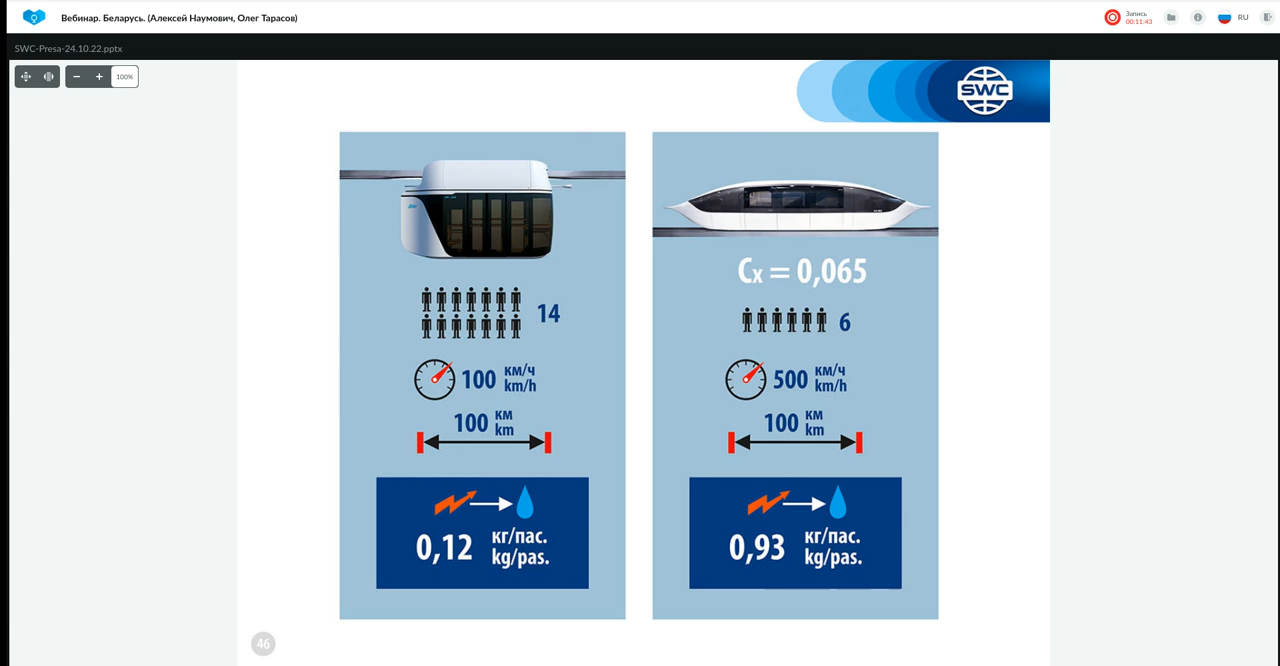 Вебинар. Беларусь. (Алексей Наумович, Олег Тарасов)
Запись
00:11:43
RU
SWC-Presa-24.10.22.pptx
100%
SWC
14
100 км/ч
km/h
100 км
km
0,12 кг/пас.
kg/pas.
Cx = 0,065
6
500 км/ч
km/h
100 км
km
0,93 кг/пас.
kg/pas.
46